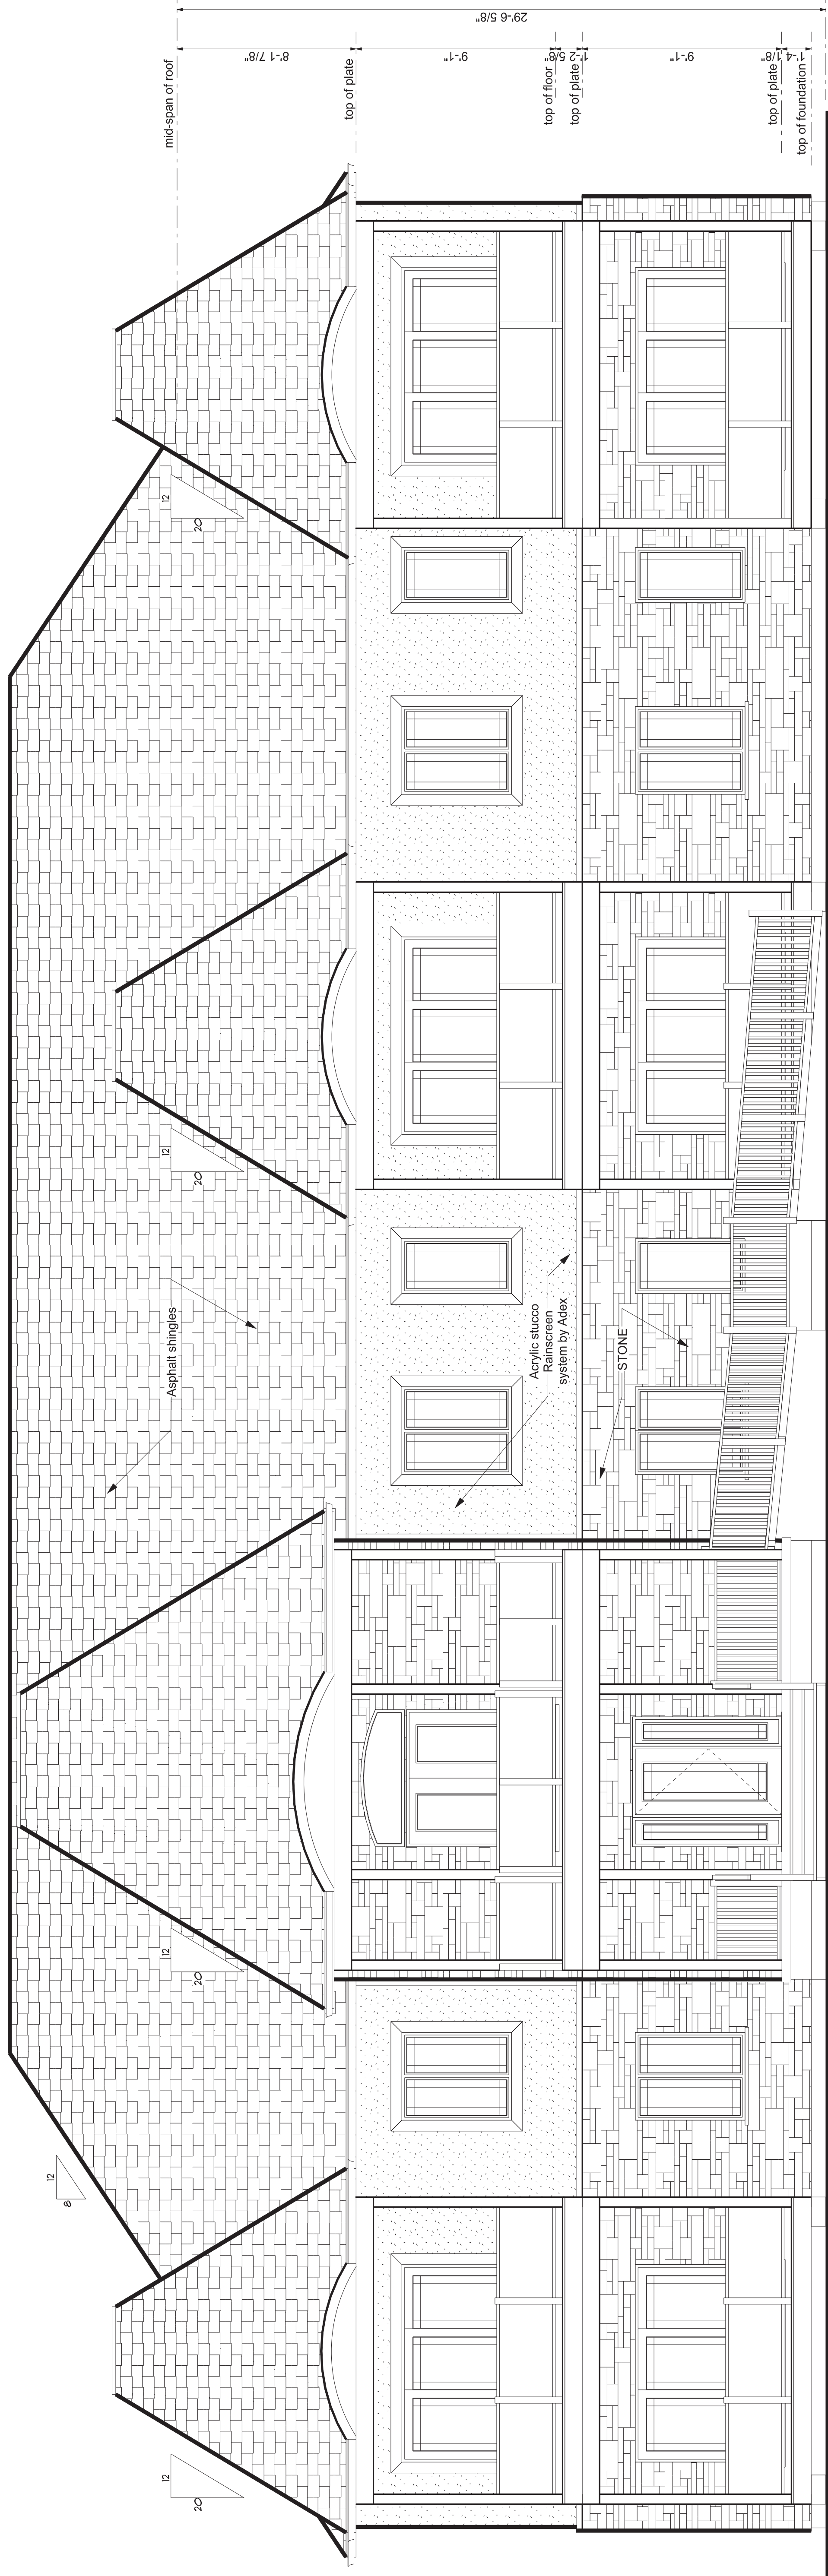 29'-6 5/8"
8'-1 7/8"
9'-1"
1'-2 5/8"
9'-1"
1'-4 1/8"
mid-span of roof
top of plate
top of floor
top of plate
top of plate
top of foundation
12
20
12
20
Asphalt shingles
Acrylic stucco
Rainscreen
system by Adex
STONE
12
20
12
8
12
20